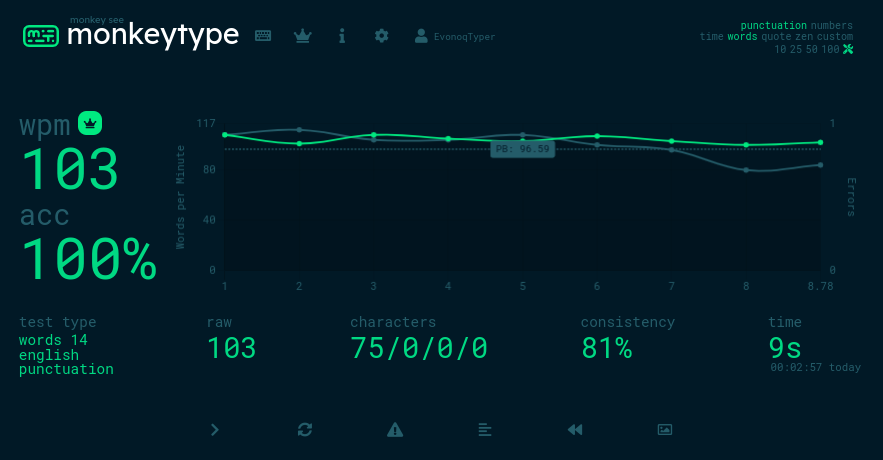 monkey see
monkeytype
EvonoqTyper
punctuation numbers
time words quote zen custom
10 25 50 100
wpm
103
acc
100%
117
80
40
0
Words per Minute
PB: 96.59
1
0
Errors
1 2 3 4 5 6 7 8 8.78
test type
words 14
english
punctuation
raw
103
characters
75/0/0/0
consistency
81%
time
9s
00:02:57 today